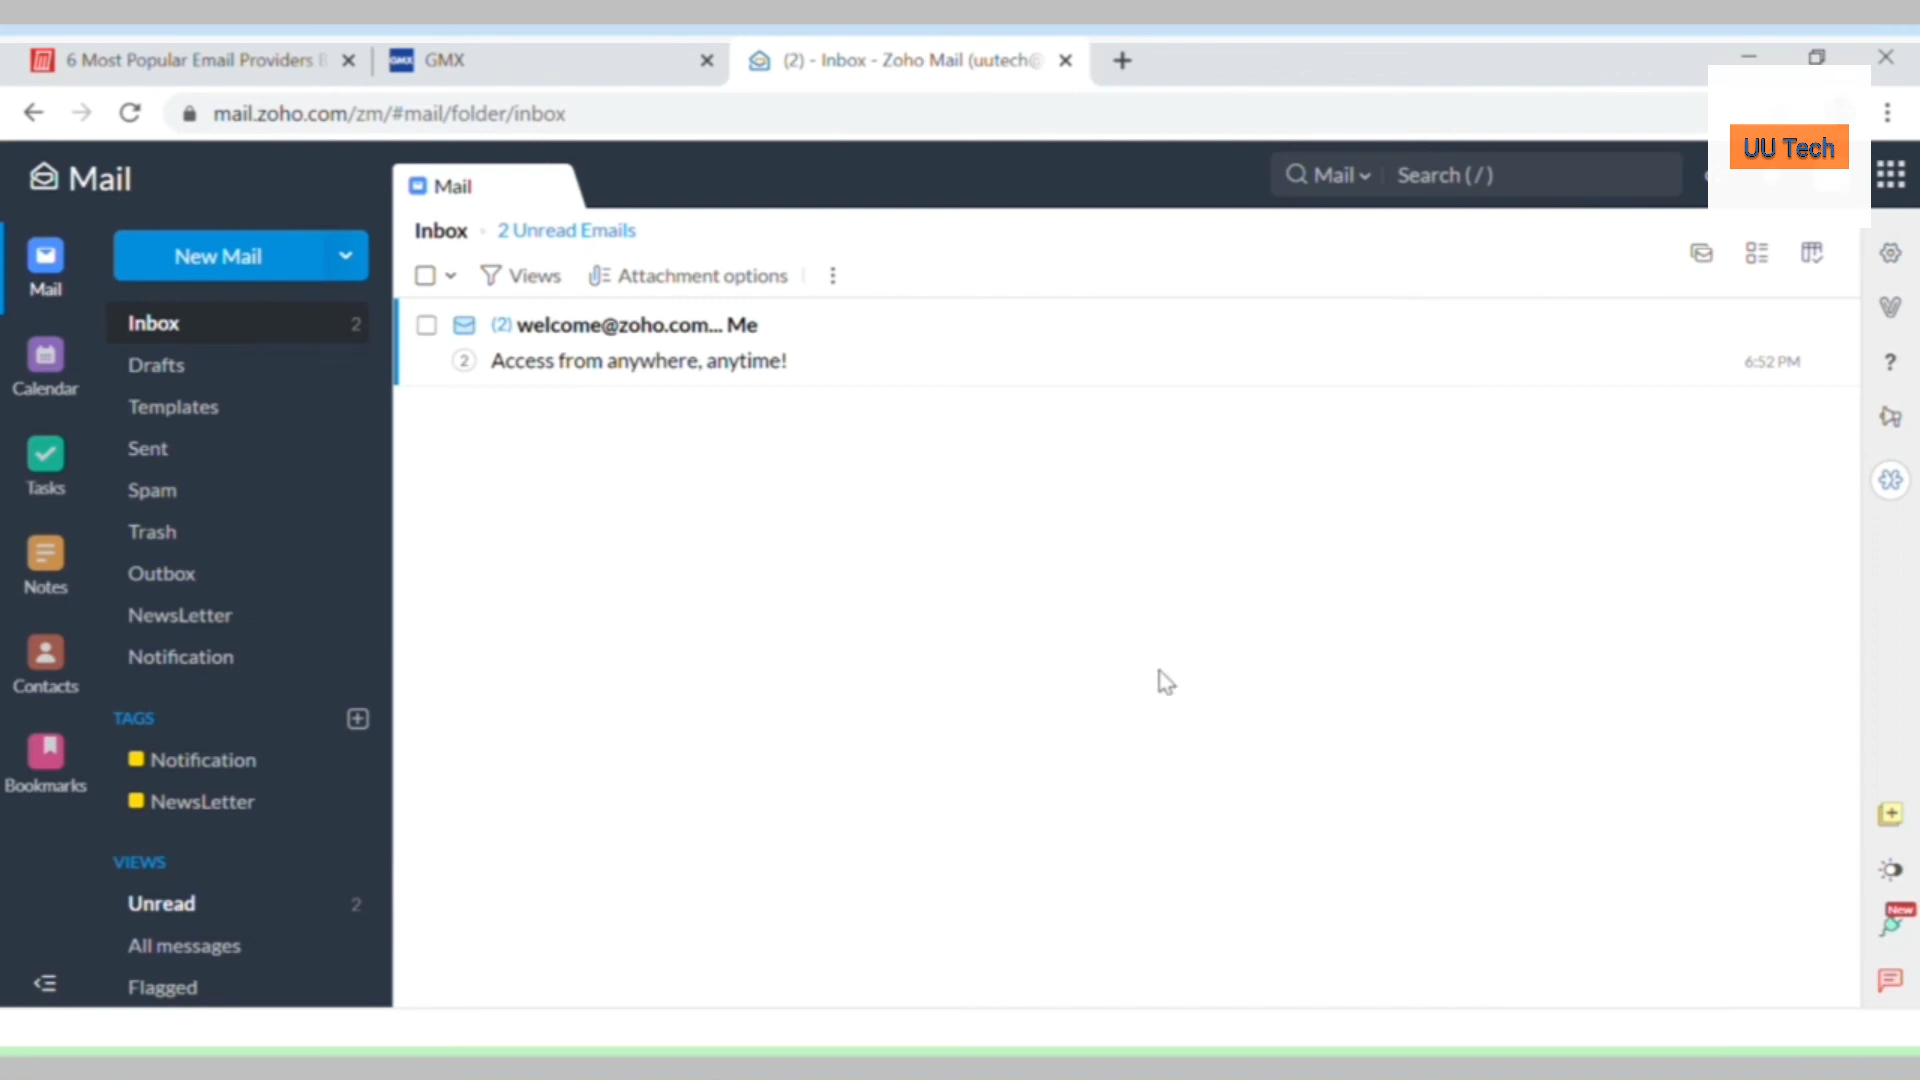 6 Most Popular Email Providers
GMX
GMX
(2) - Inbox - Zoho Mail (uutech@
mail.zoho.com/zm/#mail/folder/inbox
UU Tech
Mail
Mail
Mail
Search ( / )
Mail
Calendar
Tasks
Notes
Contacts
Bookmarks
New Mail
Inbox 2
Drafts
Templates
Sent
Spam
Trash
Outbox
NewsLetter
Notification
TAGS
Notification
NewsLetter
VIEWS
Unread 2
All messages
Flagged
Inbox
2 Unread Emails
Views
Attachment options
(2) welcome@zoho.com... Me
2 Access from anywhere, anytime!
6:52 PM
New